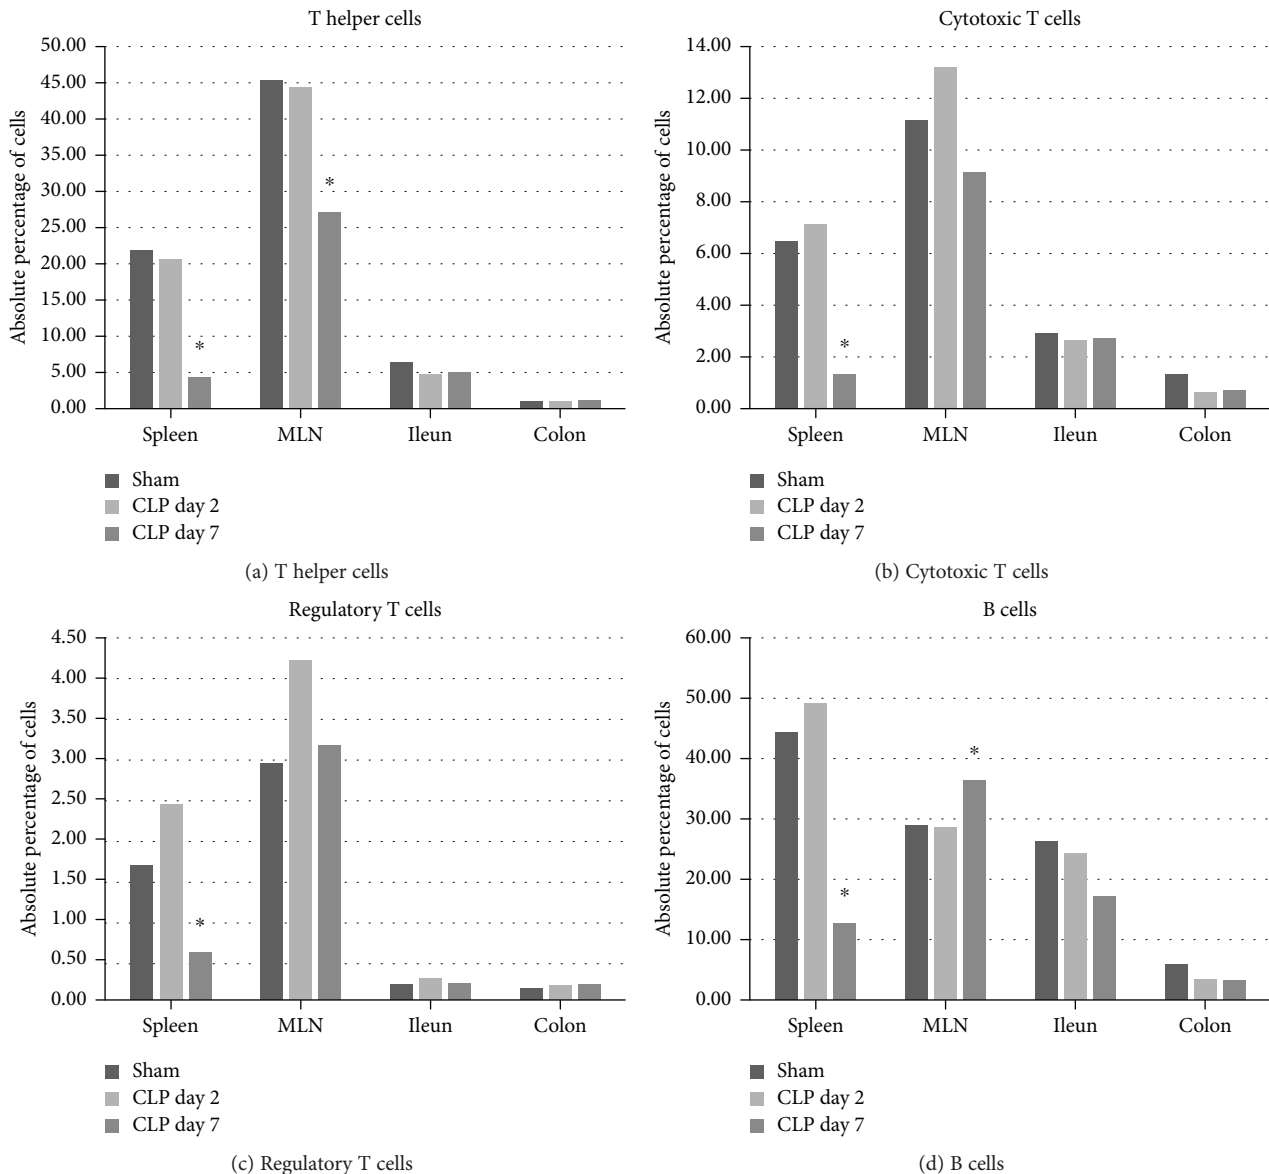 T helper cells
Absolute percentage of cells
50.00
45.00
40.00
35.00
30.00
25.00
20.00
15.00
10.00
5.00
0.00
*
*
Spleen MLN Ileun Colon
Sham
CLP day 2
CLP day 7
(a) T helper cells
Cytotoxic T cells
Absolute percentage of cells
14.00
12.00
10.00
8.00
6.00
4.00
2.00
0.00
*
Spleen MLN Ileun Colon
Sham
CLP day 2
CLP day 7
(b) Cytotoxic T cells
Regulatory T cells
Absolute percentage of cells
4.50
4.00
3.50
3.00
2.50
2.00
1.50
1.00
0.50
0.00
*
Spleen MLN Ileun Colon
Sham
CLP day 2
CLP day 7
(c) Regulatory T cells
B cells
Absolute percentage of cells
60.00
50.00
40.00
30.00
20.00
10.00
0.00
*
*
Spleen MLN Ileun Colon
Sham
CLP day 2
CLP day 7
(d) B cells